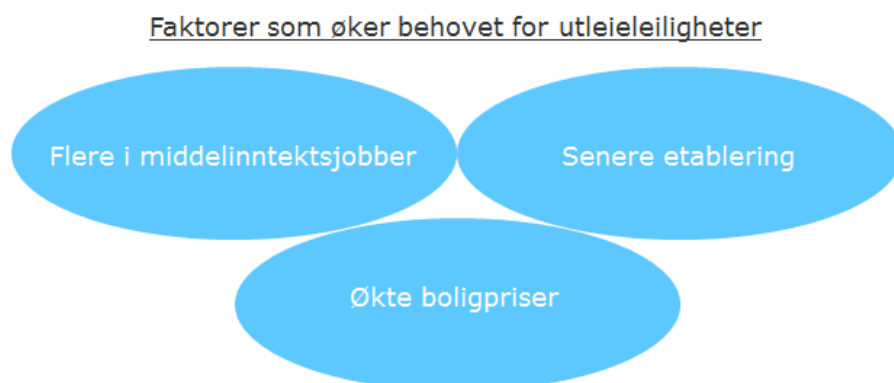 Faktorer som øker behovet for utleieleiligheter
Flere i middelinntektsjobber
Senere etablering
Økte boligpriser